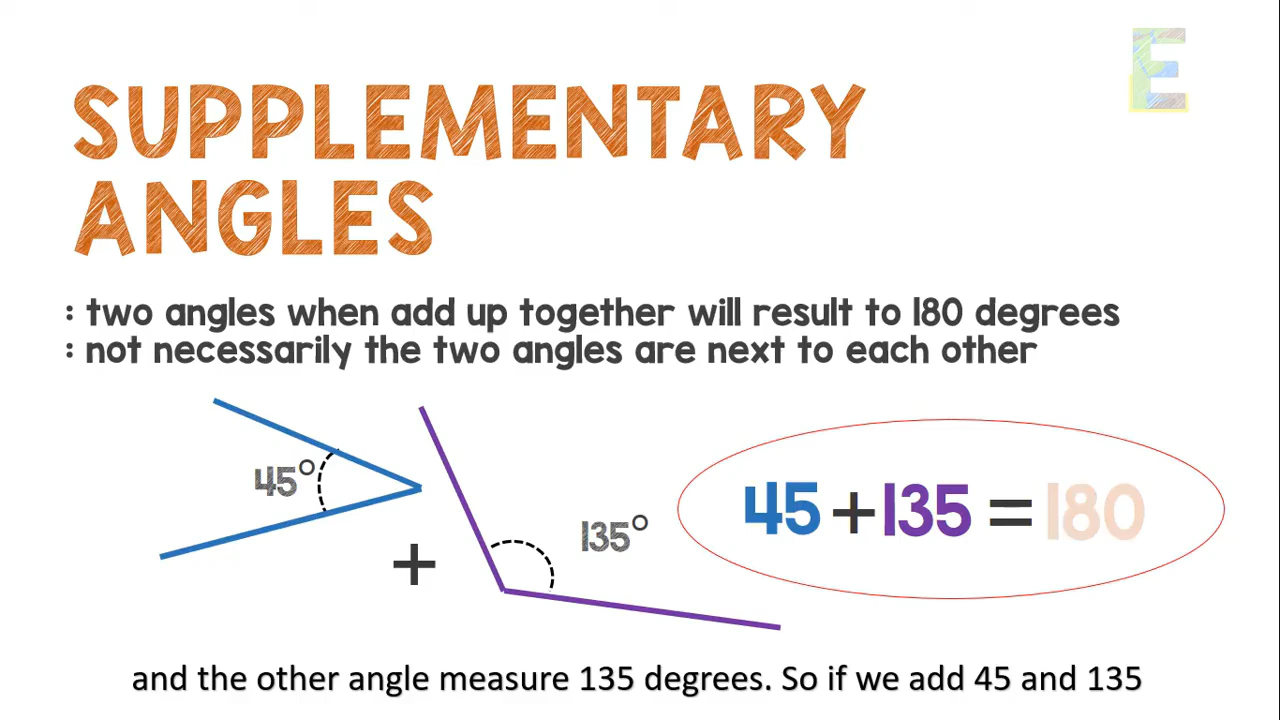 E
SUPPLEMENTARY
ANGLES
: two angles when add up together will result to 180 degrees
: not necessarily the two angles are next to each other
45°
+
135°
45+135=180
and the other angle measure 135 degrees. So if we add 45 and 135